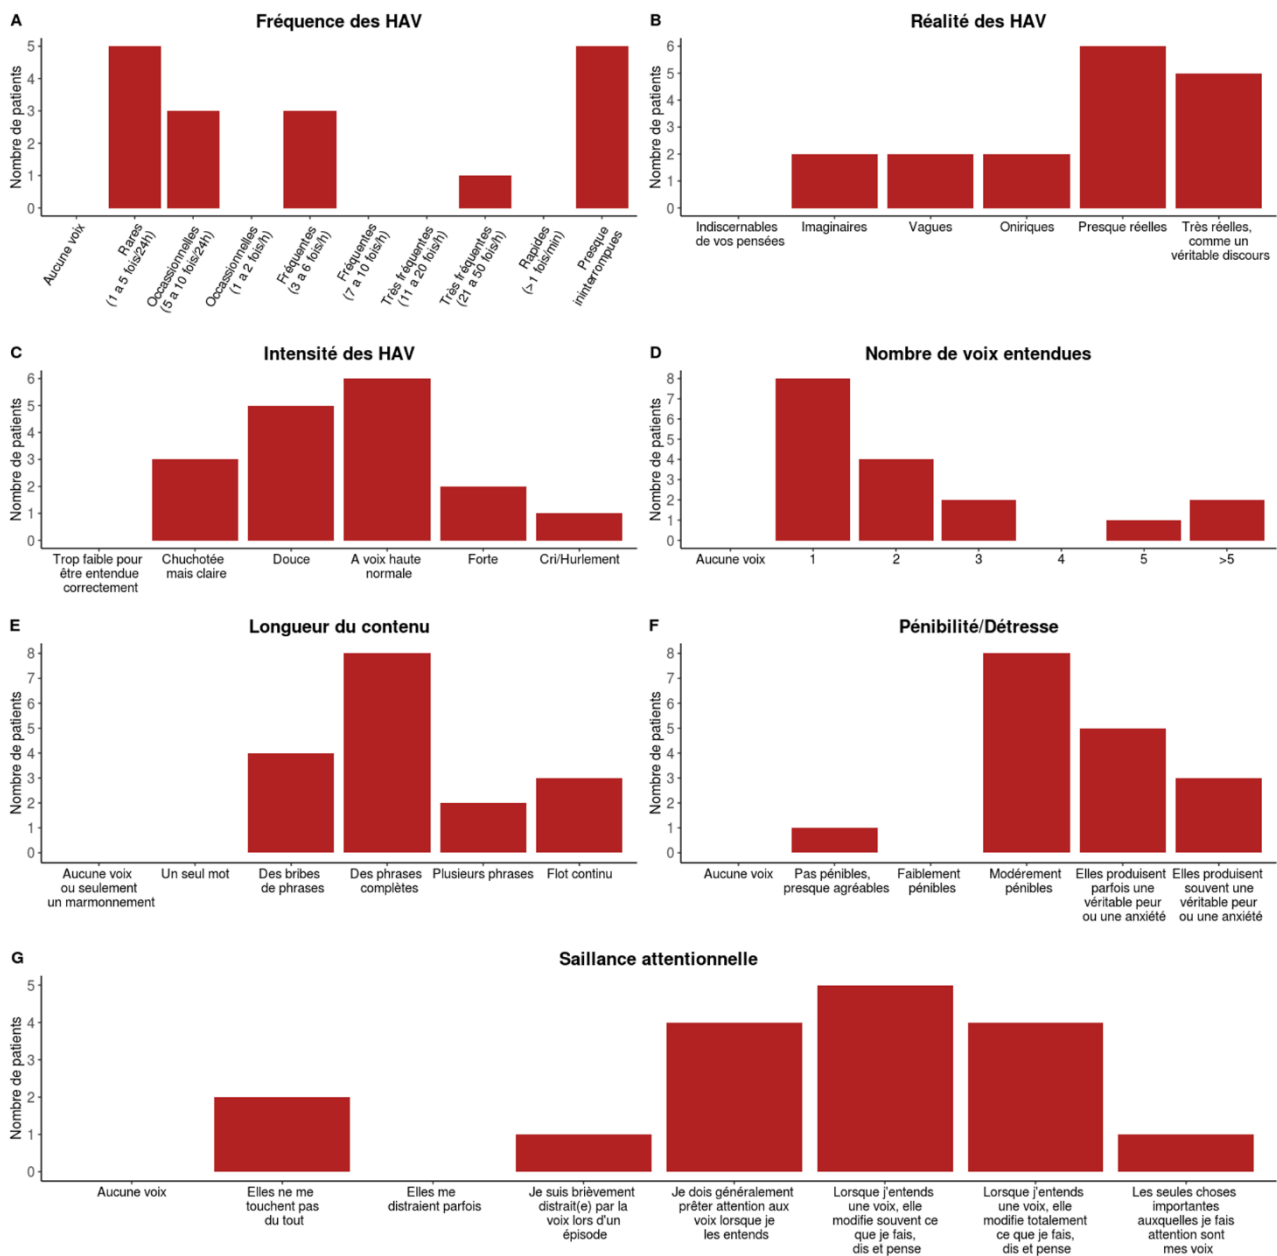 A
Fréquence des HAV
Nombre de patients
5
4
3
2
1
0
Aucune voix
Rares
(1 a 5 fois/24h)
Occassionnelles
(5 a 10 fois/24h)
Occassionnelles
(1 a 2 fois/h)
Fréquentes
(3 a 6 fois/h)
Fréquentes
(7 a 10 fois/h)
Très fréquentes
(11 a 20 fois/h)
Très fréquentes
(21 a 50 fois/h)
Rapides
(>1 fois/min)
Presque
ininterrompues
B
Réalité des HAV
Nombre de patients
6
5
4
3
2
1
0
Indiscernables
de vos pensées
Imaginaires
Vagues
Oniriques
Presque réelles
Très réelles,
comme un
véritable discours
C
Intensité des HAV
Nombre de patients
6
5
4
3
2
1
0
Trop faible pour
être entendue
correctement
Chuchotée
mais claire
Douce
A voix haute
normale
Forte
Cri/Hurlement
D
Nombre de voix entendues
Nombre de patients
8
7
6
5
4
3
2
1
0
Aucune voix
1
2
3
4
5
>5
E
Longueur du contenu
Nombre de patients
8
7
6
5
4
3
2
1
0
Aucune voix
ou seulement
un marmonnement
Un seul mot
Des bribes
de phrases
Des phrases
complètes
Plusieurs phrases
Flot continu
F
Pénibilité/Détresse
Nombre de patients
8
7
6
5
4
3
2
1
0
Aucune voix
Pas pénibles,
presque agréables
Faiblement
pénibles
Modérement
pénibles
Elles produisent
parfois une
véritable peur
ou une anxiété
Elles produisent
souvent une
véritable peur
ou une anxiété
G
Saillance attentionnelle
Nombre de patients
5
4
3
2
1
0
Aucune voix
Elles ne me
touchent pas
du tout
Elles me
distraient parfois
Je suis brièvement
distrait(e) par la
voix lors d'un
épisode
Je dois généralement
prêter attention aux
voix lorsque je
les entends
Lorsque j'entends
une voix, elle
modifie souvent ce
que je fais,
dis et pense
Lorsque j'entends
une voix, elle
modifie totalement
ce que je fais,
dis et pense
Les seules choses
importantes
auxquelles je fais
attention sont
mes voix